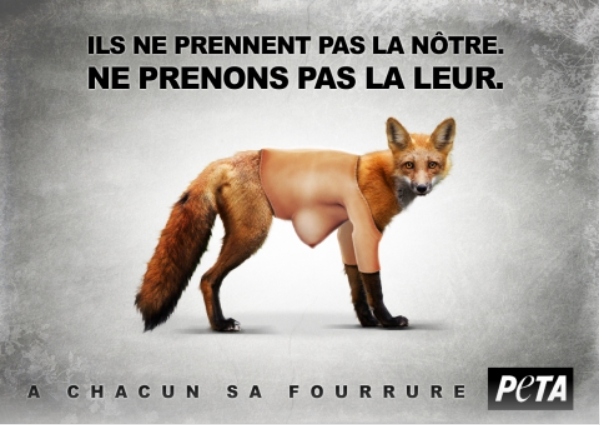 ILS NE PRENNENT PAS LA NÔTRE.
NE PRENONS PAS LA LEUR.
A CHACUN SA FOURRURE
PeTA